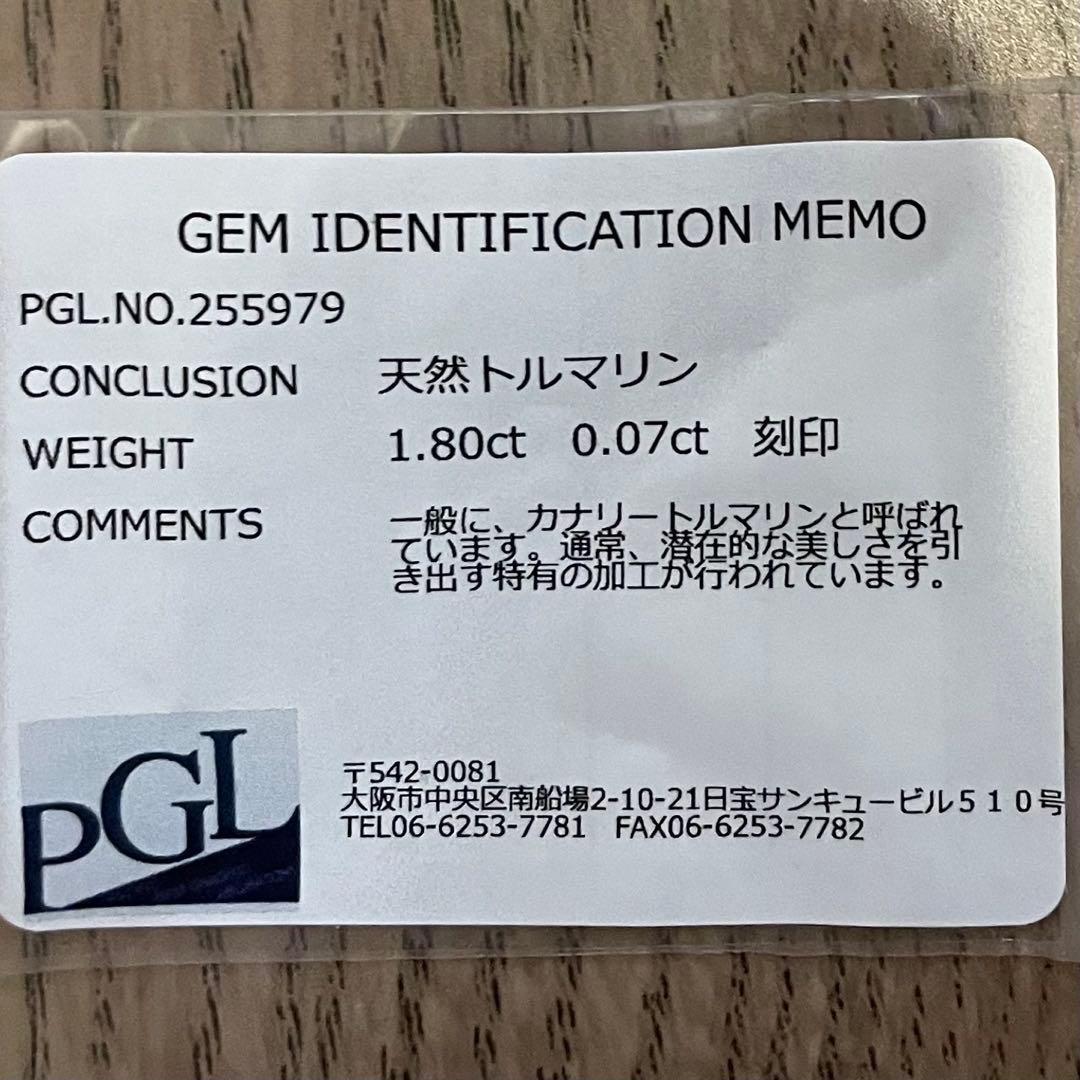 GEM IDENTIFICATION MEMO
PGL.NO.255979
CONCLUSION 天然トルマリン
WEIGHT 1.80ct 0.07ct 刻印
COMMENTS 一般に、カナリートルマリンと呼ばれ
ています。通常、潜在的な美しさを引
き出す特有の加工が行われています。
PGL
〒542-0081
大阪市中央区南船場2-10-21日宝サンキュービル５１０号
TEL06-6253-7781 FAX06-6253-7782